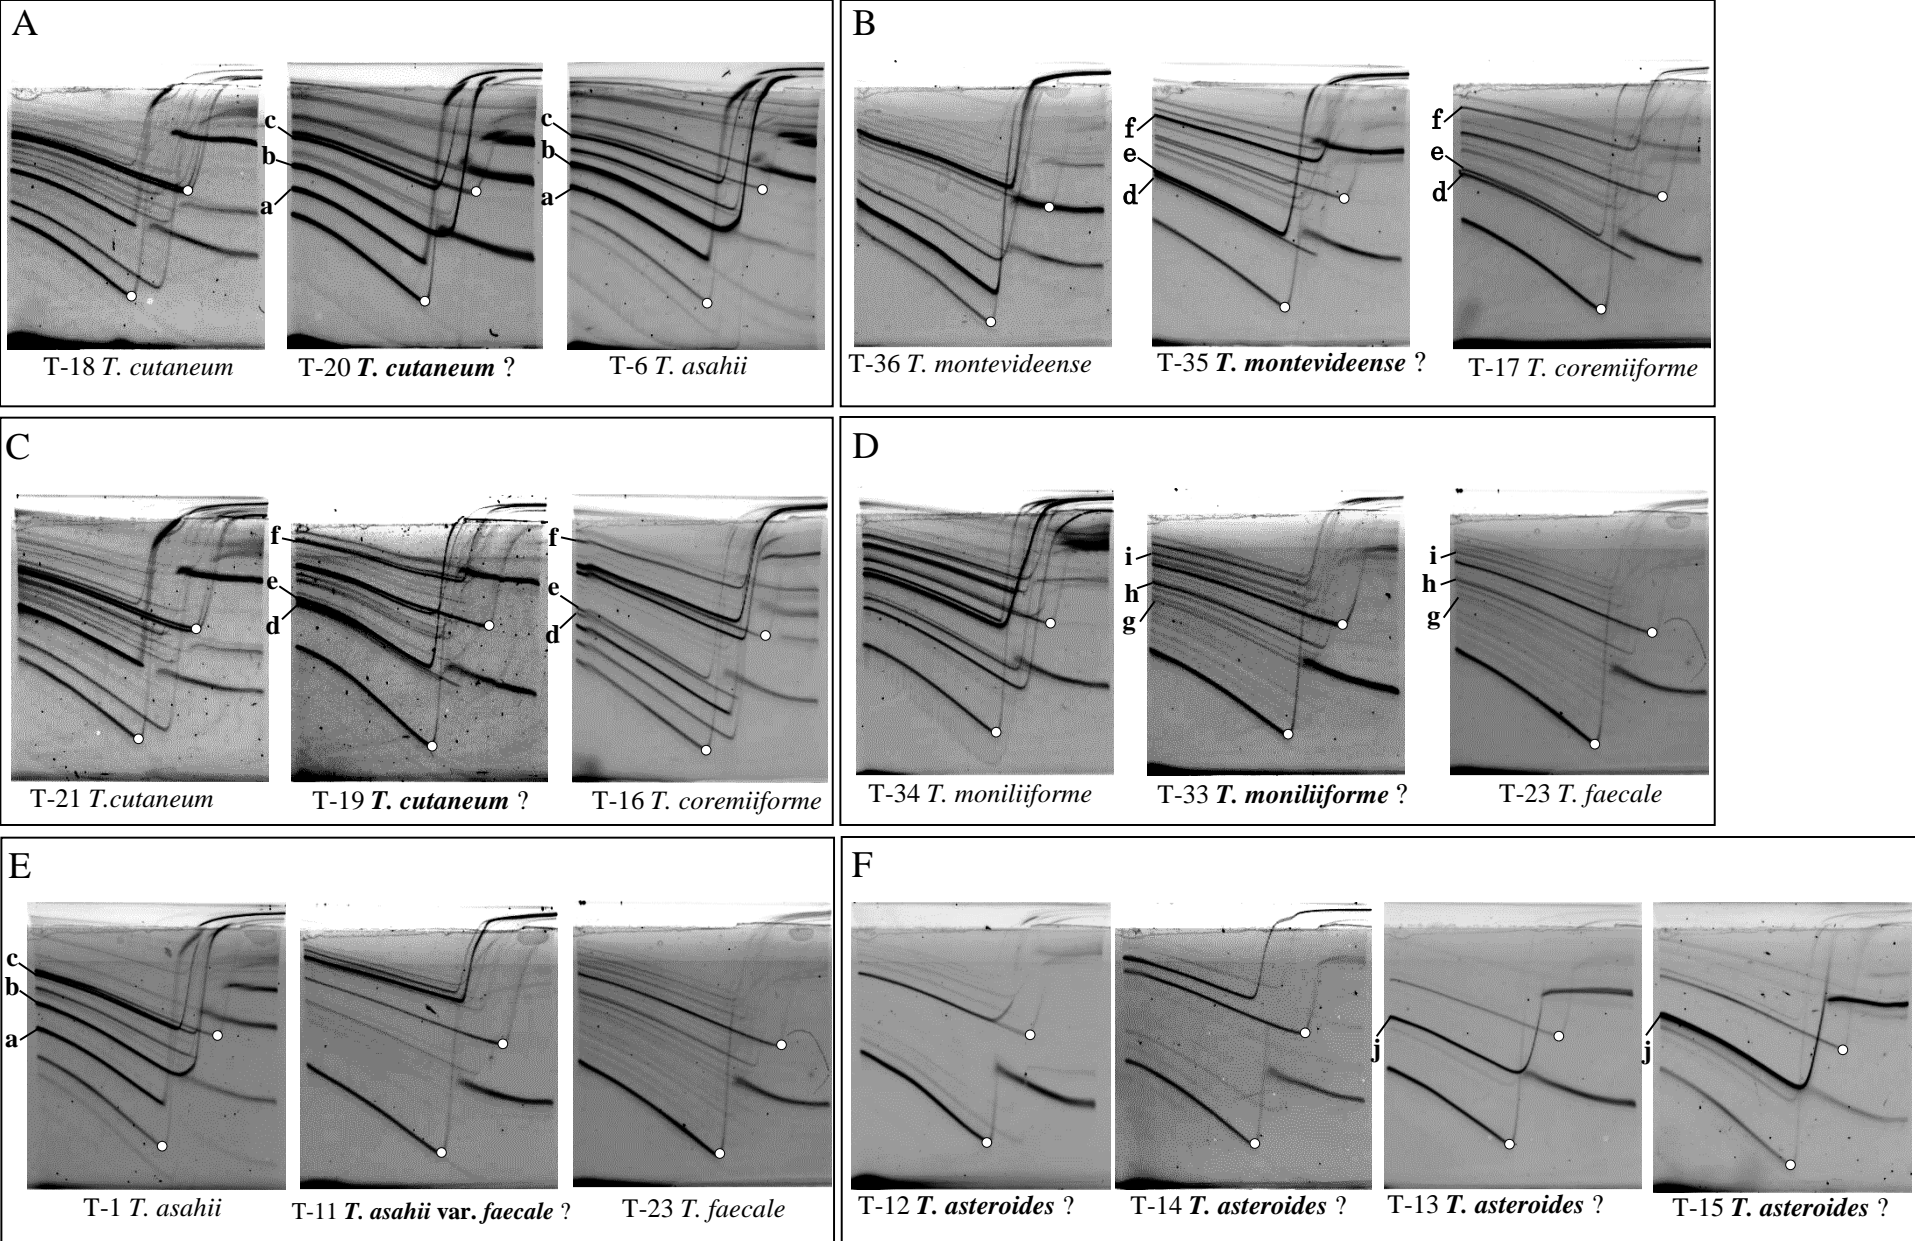 A
c
b
a
c
b
a
T-18 T. cutaneum
T-20 T. cutaneum ?
T-6 T. asahii
B
f
e
d
f
e
d
T-36 T. montevideense
T-35 T. montevideense ?
T-17 T. coremiiforme
C
f
e
d
f
e
d
T-21 T.cutaneum
T-19 T. cutaneum ?
T-16 T. coremiiforme
D
i
h
g
i
h
g
T-34 T. moniliiforme
T-33 T. moniliiforme ?
T-23 T. faecale
E
c
b
a
T-1 T. asahii
T-11 T. asahii var. faecale ?
T-23 T. faecale
F
j
j
T-12 T. asteroides ?
T-14 T. asteroides ?
T-13 T. asteroides ?
T-15 T. asteroides ?